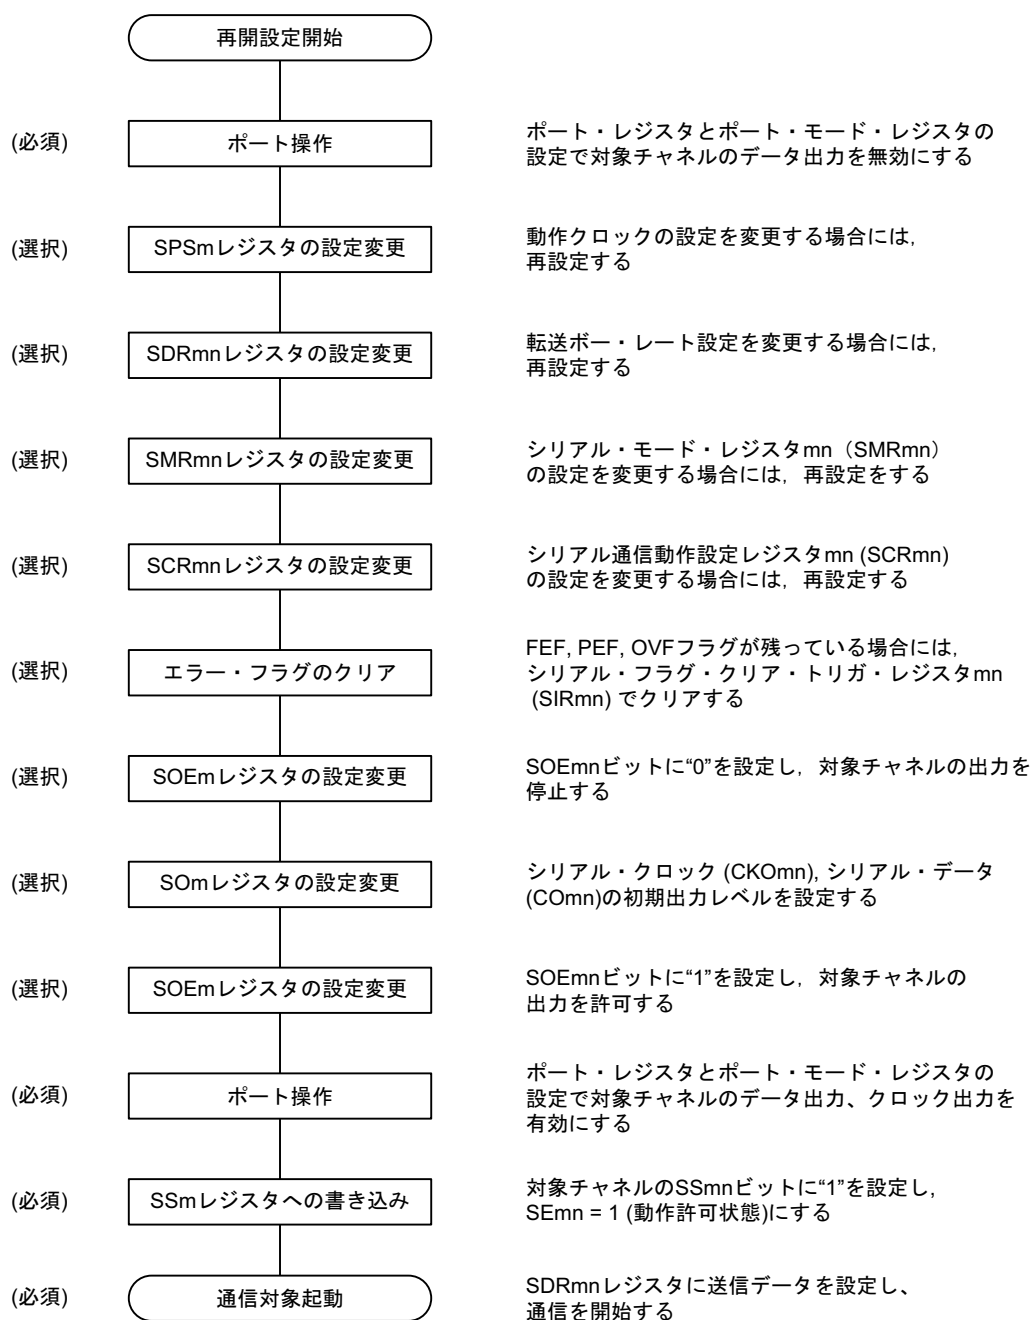 再開設定開始
(必須)
ポート操作
ポート・レジスタとポート・モード・レジスタの
設定で対象チャネルのデータ出力を無効にする
(選択)
SPSmレジスタの設定変更
動作クロックの設定を変更する場合には,
再設定する
(選択)
SDRmnレジスタの設定変更
転送ボー・レート設定を変更する場合には,
再設定する
(選択)
SMRmnレジスタの設定変更
シリアル・モード・レジスタmn（SMRmn）
の設定を変更する場合には, 再設定をする
(選択)
SCRmnレジスタの設定変更
シリアル通信動作設定レジスタmn (SCRmn)
の設定を変更する場合には, 再設定する
(選択)
エラー・フラグのクリア
FEF, PEF, OVFフラグが残っている場合には,
シリアル・フラグ・クリア・トリガ・レジスタmn
(SIRmn) でクリアする
(選択)
SOEmレジスタの設定変更
SOEmnビットに“0”を設定し, 対象チャネルの出力を
停止する
(選択)
SOmレジスタの設定変更
シリアル・クロック (CKOmn), シリアル・データ
(COmn)の初期出力レベルを設定する
(選択)
SOEmレジスタの設定変更
SOEmnビットに“1”を設定し, 対象チャネルの
出力を許可する
(必須)
ポート操作
ポート・レジスタとポート・モード・レジスタの
設定で対象チャネルのデータ出力、クロック出力を
有効にする
(必須)
SSmレジスタへの書き込み
対象チャネルのSSmnビットに“1”を設定し,
SEmn = 1 (動作許可状態)にする
(必須)
通信対象起動
SDRmnレジスタに送信データを設定し、
通信を開始する